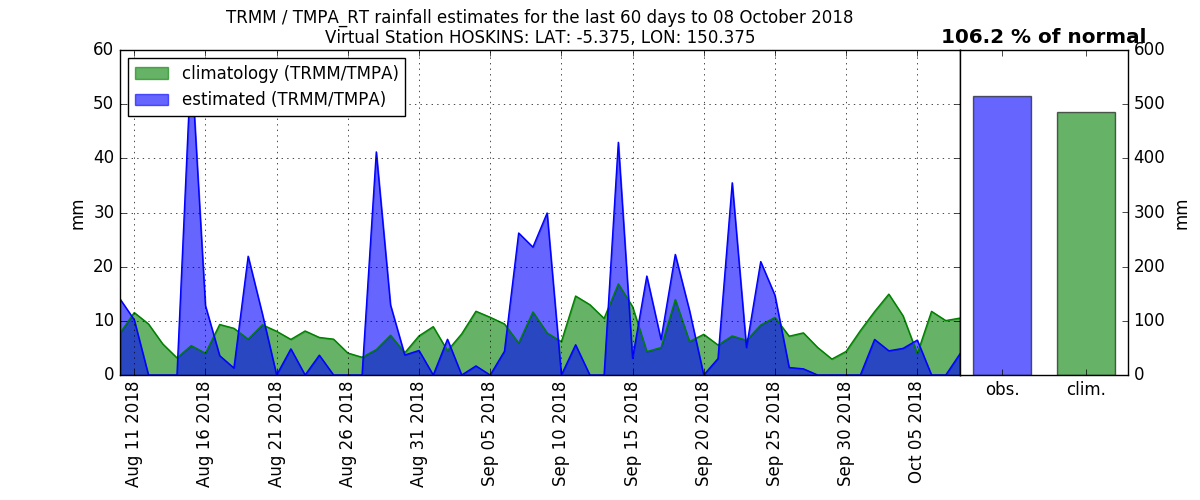 TRMM / TMPA_RT rainfall estimates for the last 60 days to 08 October 2018
Virtual Station HOSKINS: LAT: -5.375, LON: 150.375
106.2 % of normal
climatology (TRMM/TMPA)
estimated (TRMM/TMPA)
60
50
40
30
20
10
0
mm
Aug 11 2018
Aug 16 2018
Aug 21 2018
Aug 26 2018
Aug 31 2018
Sep 05 2018
Sep 10 2018
Sep 15 2018
Sep 20 2018
Sep 25 2018
Sep 30 2018
Oct 05 2018
obs.
clim.
600
500
400
300
200
100
0
mm